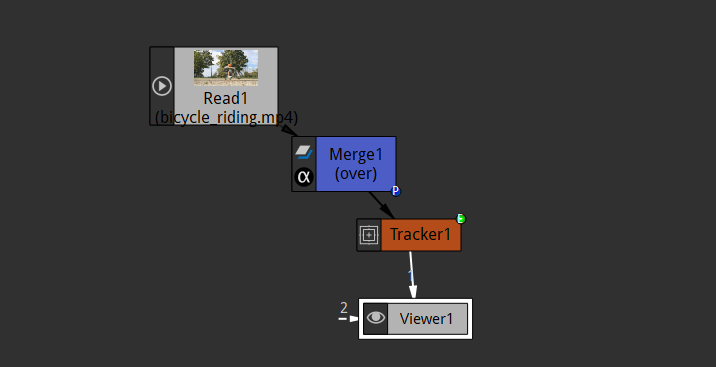 Read1
(bicycle_riding.mp4)
α
Merge1
(over)
P
E
Tracker1
1
2
Viewer1